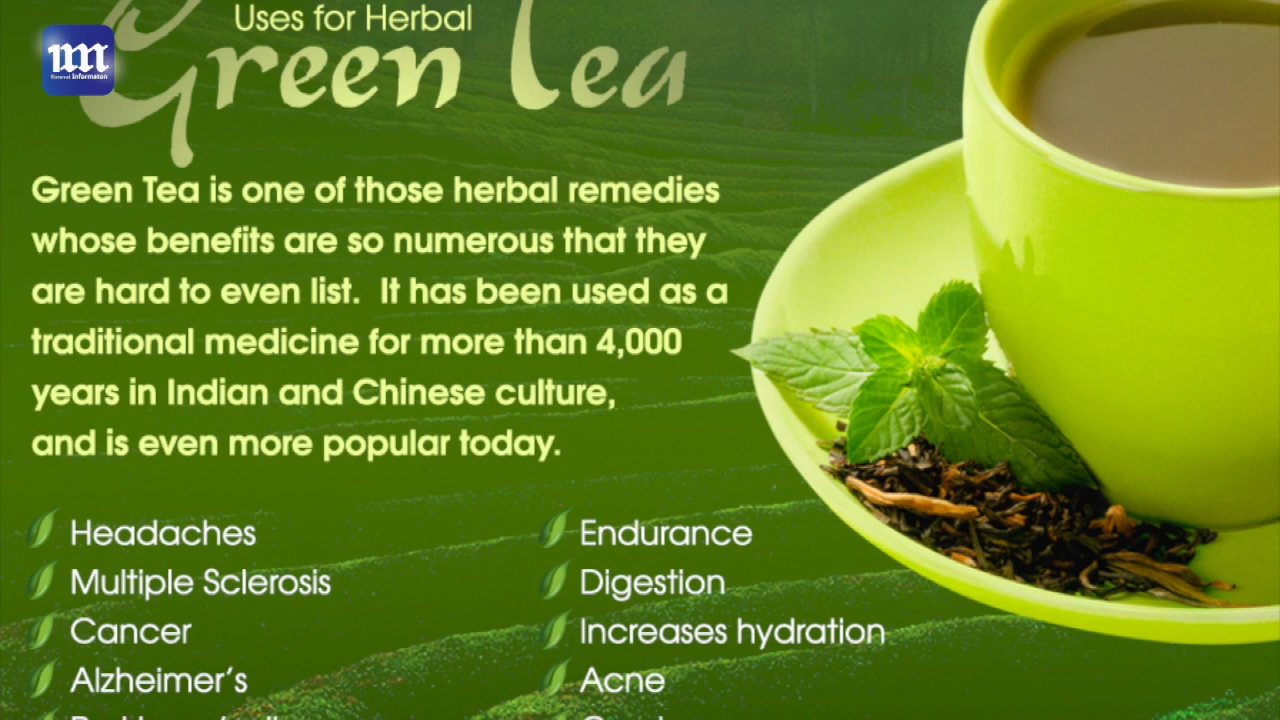 Uses for Herbal
Green Tea
Green Tea is one of those herbal remedies
whose benefits are so numerous that they
are hard to even list. It has been used as a
traditional medicine for more than 4,000
years in Indian and Chinese culture,
and is even more popular today.
Headaches
Multiple Sclerosis
Cancer
Alzheimer's
Endurance
Digestion
Increases hydration
Acne